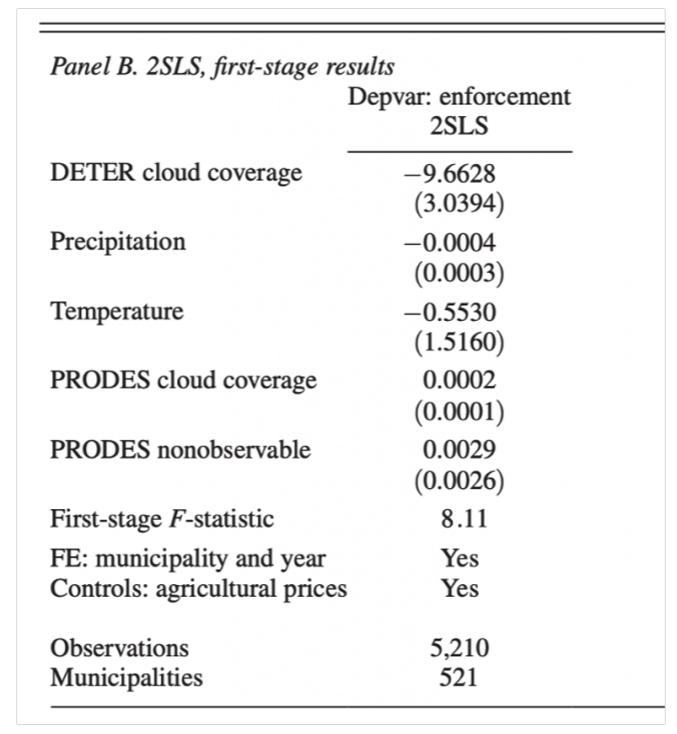 Panel B. 2SLS, first-stage results
Depvar: enforcement
2SLS
DETER cloud coverage −9.6628
(3.0394)
Precipitation −0.0004
(0.0003)
Temperature −0.5530
(1.5160)
PRODES cloud coverage 0.0002
(0.0001)
PRODES nonobservable 0.0029
(0.0026)
First-stage F-statistic 8.11
FE: municipality and year Yes
Controls: agricultural prices Yes
Observations 5,210
Municipalities 521